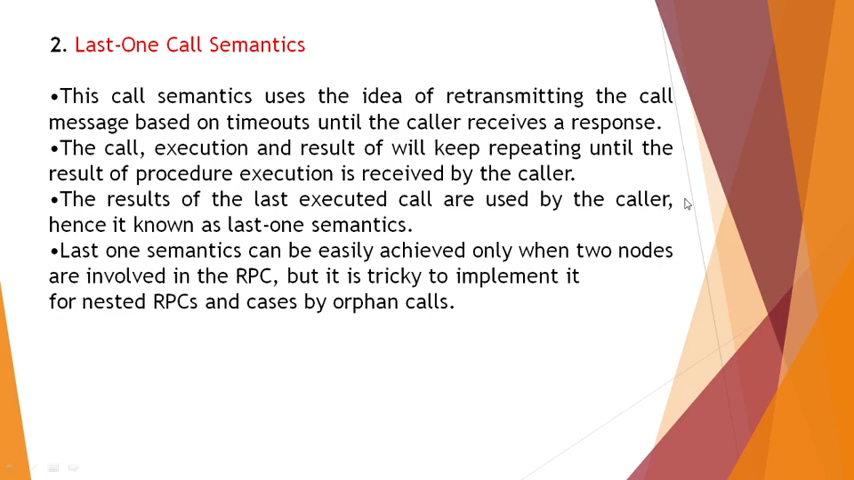 2. Last-One Call Semantics
•This call semantics uses the idea of retransmitting the call
message based on timeouts until the caller receives a response.
•The call, execution and result of will keep repeating until the
result of procedure execution is received by the caller.
•The results of the last executed call are used by the caller,
hence it known as last-one semantics.
•Last one semantics can be easily achieved only when two nodes
are involved in the RPC, but it is tricky to implement it
for nested RPCs and cases by orphan calls.